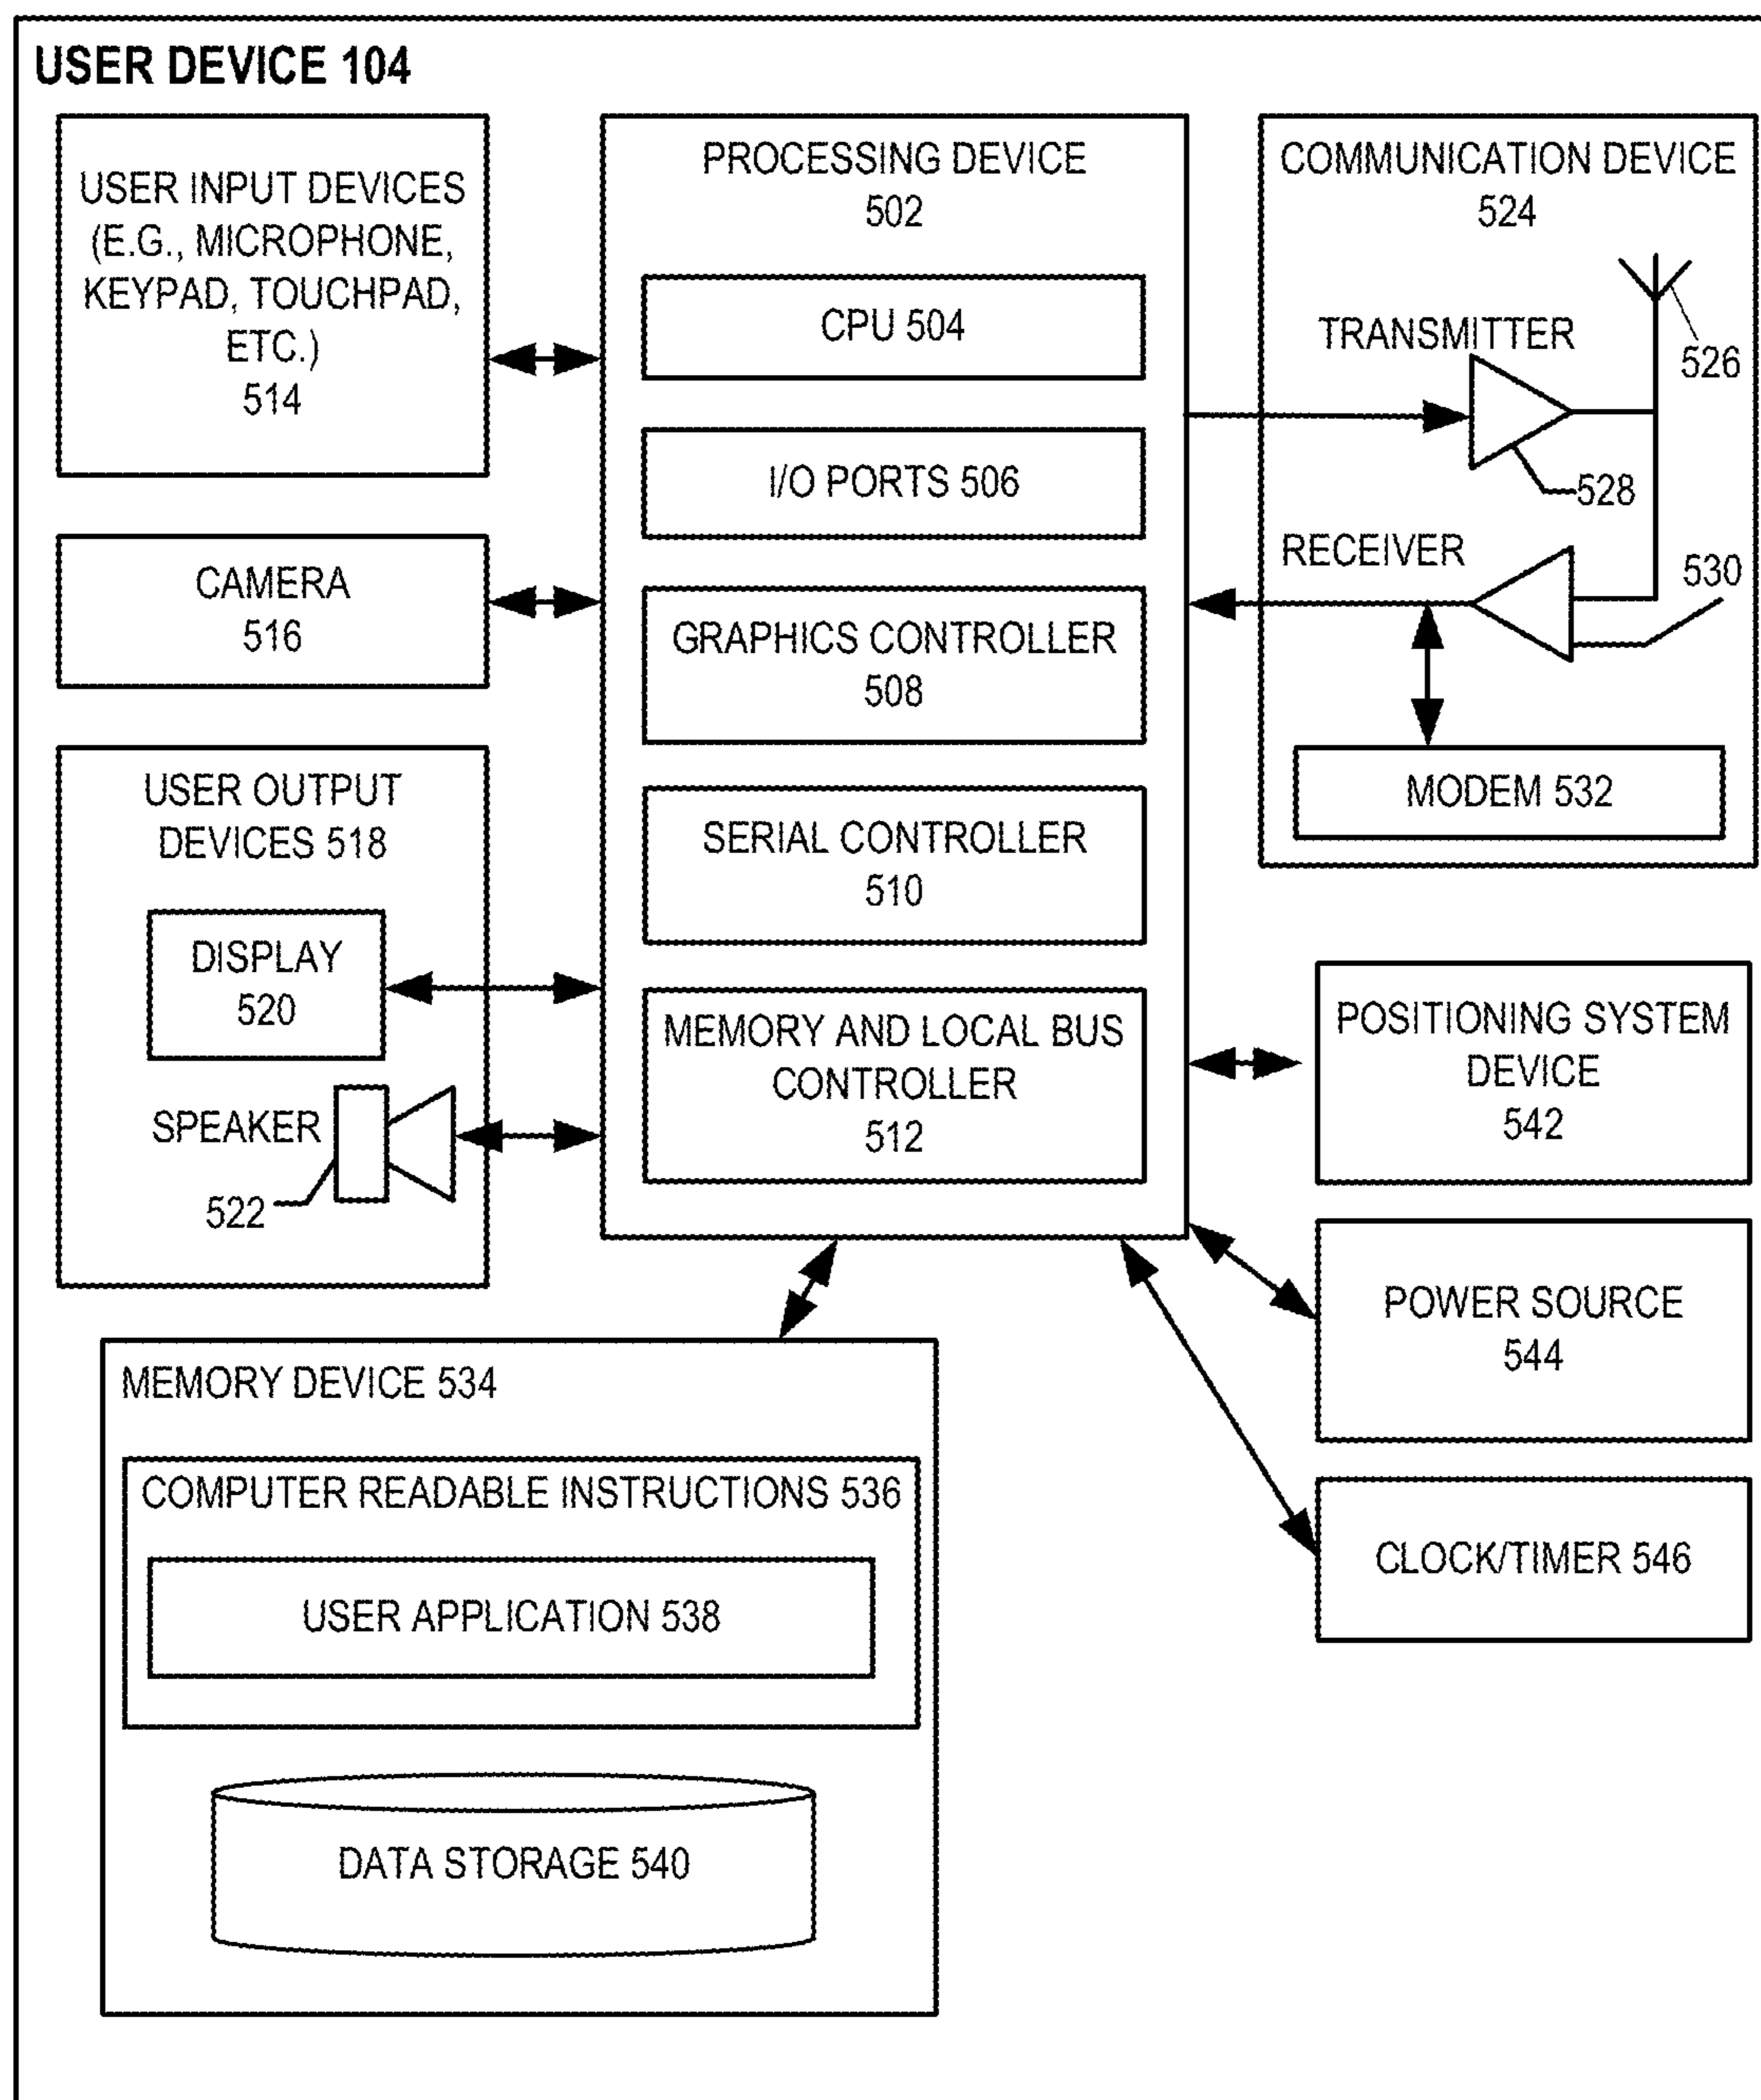 USER DEVICE 104
USER INPUT DEVICES
(E.G., MICROPHONE,
KEYPAD, TOUCHPAD,
ETC.)
514
CAMERA
516
USER OUTPUT
DEVICES 518
DISPLAY
520
SPEAKER
522
PROCESSING DEVICE
502
CPU 504
I/O PORTS 506
GRAPHICS CONTROLLER
508
SERIAL CONTROLLER
510
MEMORY AND LOCAL BUS
CONTROLLER
512
COMMUNICATION DEVICE
524
TRANSMITTER
526
528
RECEIVER
530
MODEM 532
POSITIONING SYSTEM
DEVICE
542
POWER SOURCE
544
CLOCK/TIMER 546
MEMORY DEVICE 534
COMPUTER READABLE INSTRUCTIONS 536
USER APPLICATION 538
DATA STORAGE 540